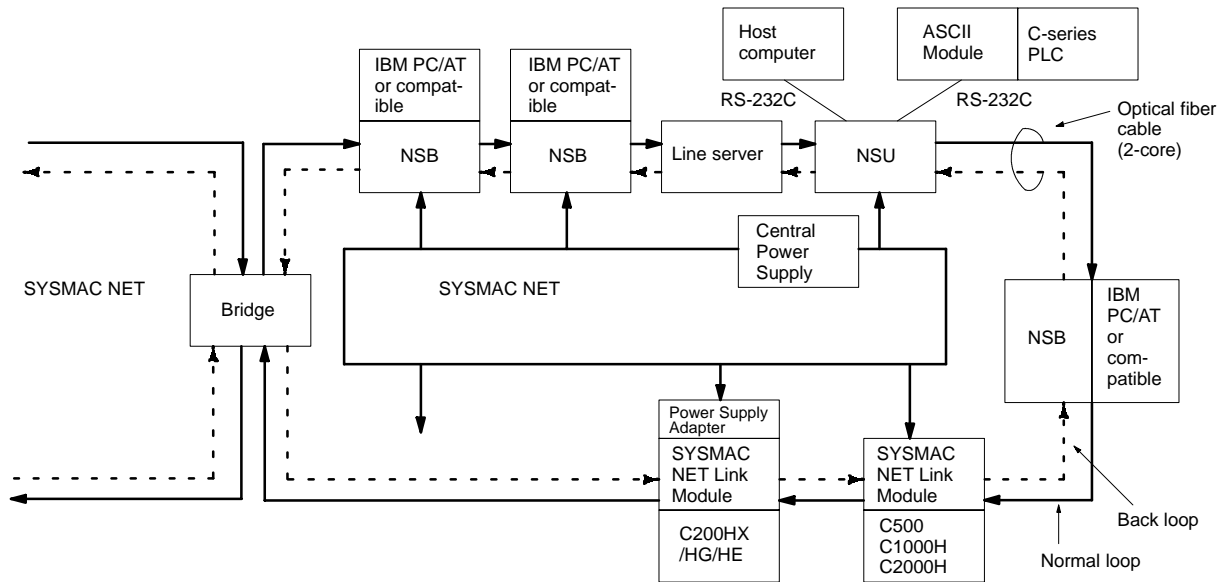 Host
computer
ASCII
Module
C-series
PLC
IBM PC/AT
or compat-
ible
IBM PC/AT
or compat-
ible
RS-232C
RS-232C
Optical fiber
cable
(2-core)
NSB
NSB
Line server
NSU
Central
Power
Supply
SYSMAC NET
SYSMAC NET
Bridge
NSB
IBM
PC/AT
or
com-
patible
Power Supply
Adapter
SYSMAC
NET Link
Module
SYSMAC
NET Link
Module
C200HX
/HG/HE
C500
C1000H
C2000H
Back loop
Normal loop